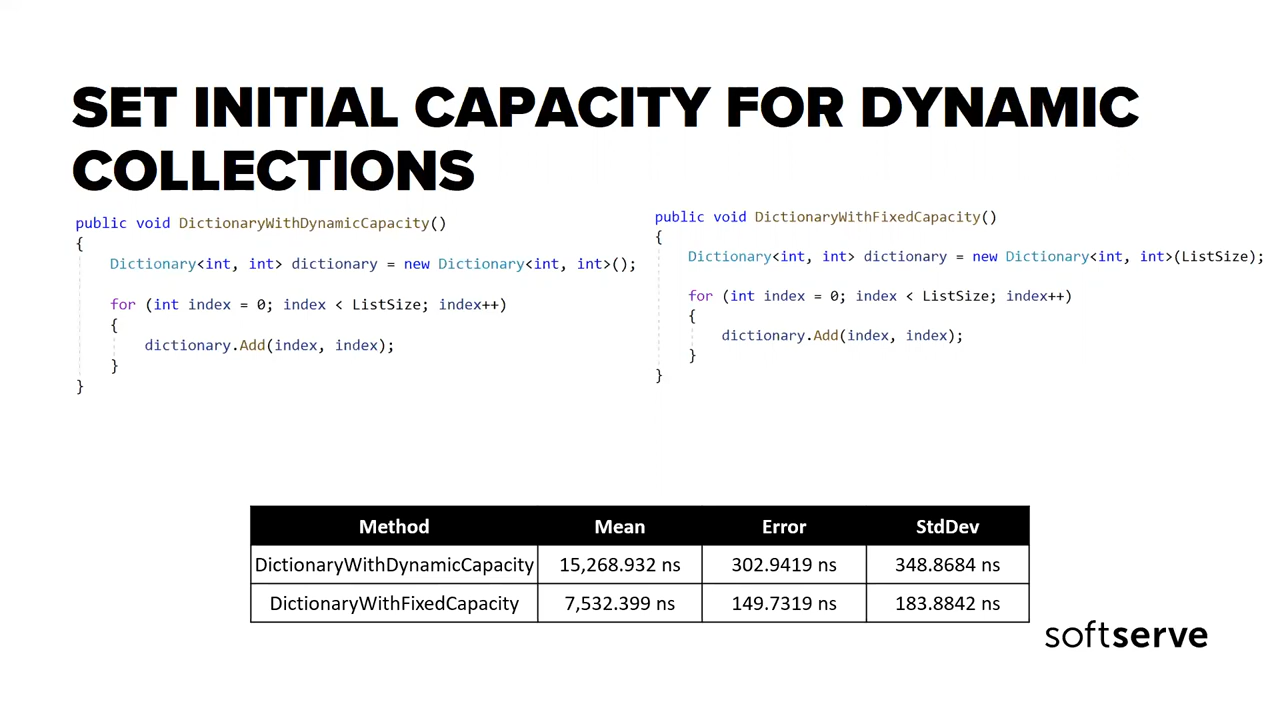 SET INITIAL CAPACITY FOR DYNAMIC
COLLECTIONS
public void DictionaryWithDynamicCapacity()
{
Dictionary<int, int> dictionary = new Dictionary<int, int>();
for (int index = 0; index < ListSize; index++)
{
dictionary.Add(index, index);
}
}
public void DictionaryWithFixedCapacity()
{
Dictionary<int, int> dictionary = new Dictionary<int, int>(ListSize);
for (int index = 0; index < ListSize; index++)
{
dictionary.Add(index, index);
}
}
Method Mean Error StdDev
DictionaryWithDynamicCapacity 15,268.932 ns 302.9419 ns 348.8684 ns
DictionaryWithFixedCapacity 7,532.399 ns 149.7319 ns 183.8842 ns
softserve